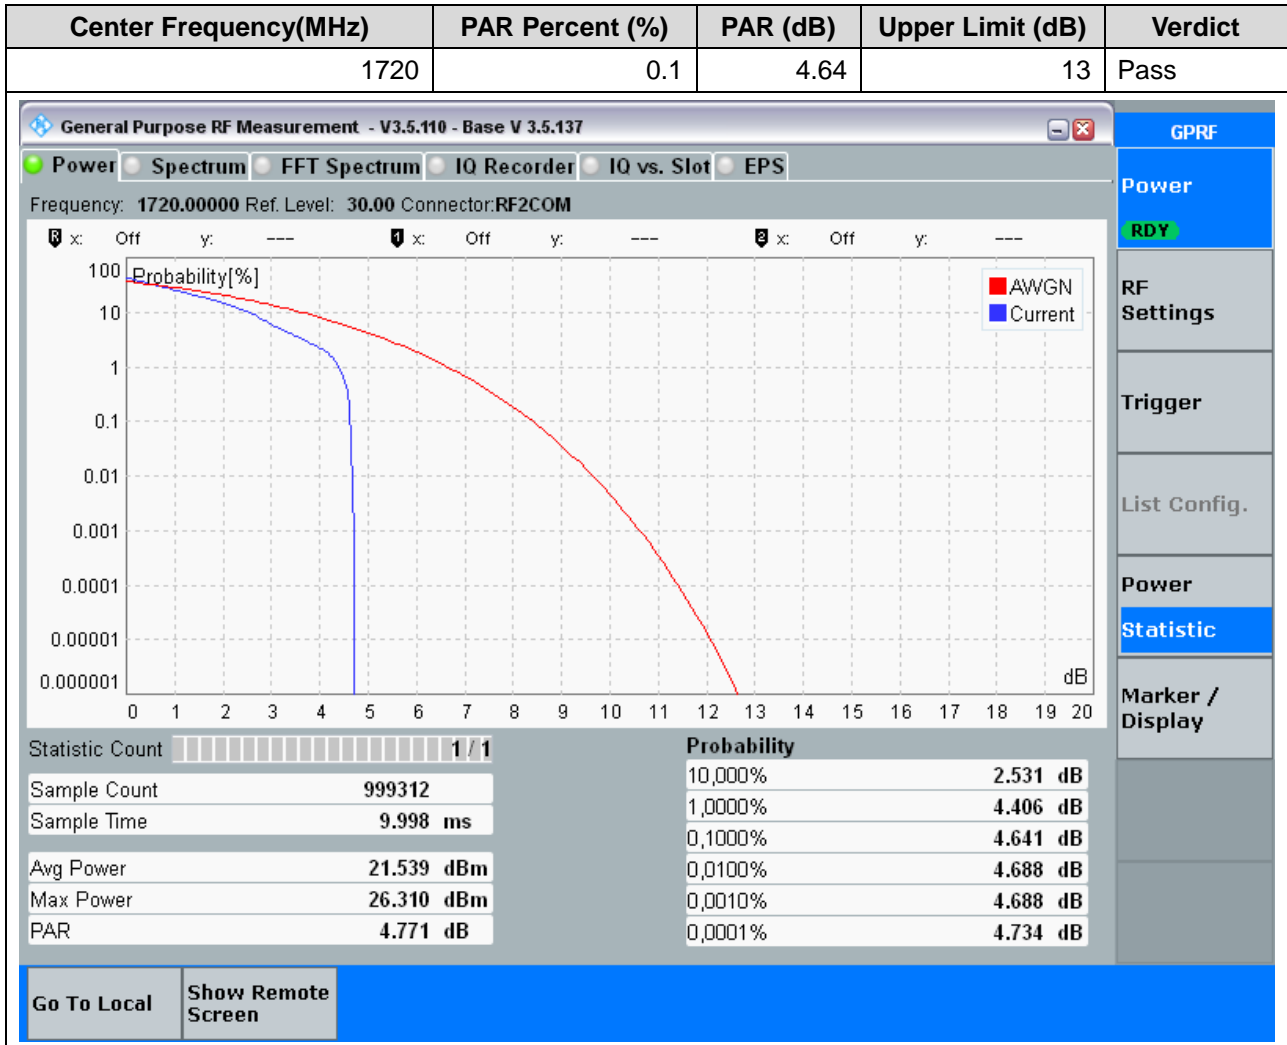 Center Frequency(MHz) PAR Percent (%) PAR (dB) Upper Limit (dB) Verdict
1720 0.1 4.64 13 Pass
General Purpose RF Measurement - V3.5.110 - Base V 3.5.137
GPRF
Power Spectrum FFT Spectrum IQ Recorder IQ vs. Slot EPS
Frequency: 1720.00000 Ref. Level: 30.00 Connector:RF2COM
R x: Off y: --- 1 x: Off y: --- 2 x: Off y: ---
Probability[%]
AWGN
Current
100
10
1
0.1
0.01
0.001
0.0001
0.00001
0.000001
dB
0 1 2 3 4 5 6 7 8 9 10 11 12 13 14 15 16 17 18 19 20
Statistic Count 1 / 1
Sample Count 999312
Sample Time 9.998 ms
Avg Power 21.539 dBm
Max Power 26.310 dBm
PAR 4.771 dB
Probability
10,000% 2.531 dB
1,0000% 4.406 dB
0,1000% 4.641 dB
0,0100% 4.688 dB
0,0010% 4.688 dB
0,0001% 4.734 dB
Power
RDY
RF
Settings
Trigger
List Config.
Power
Statistic
Marker /
Display
Go To Local
Show Remote
Screen